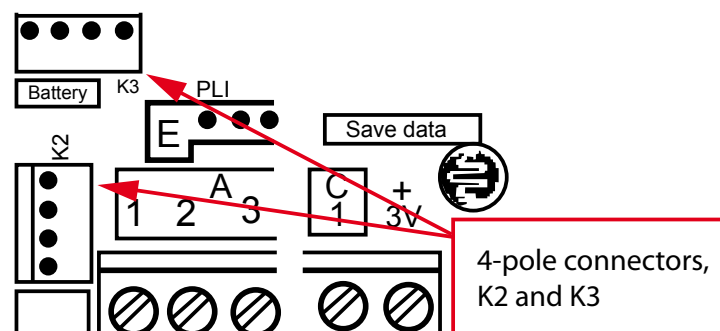 Battery
K3
PLI
E
Save data
K2
A
1 2 3
C
1
+
3V
4-pole connectors,
K2 and K3